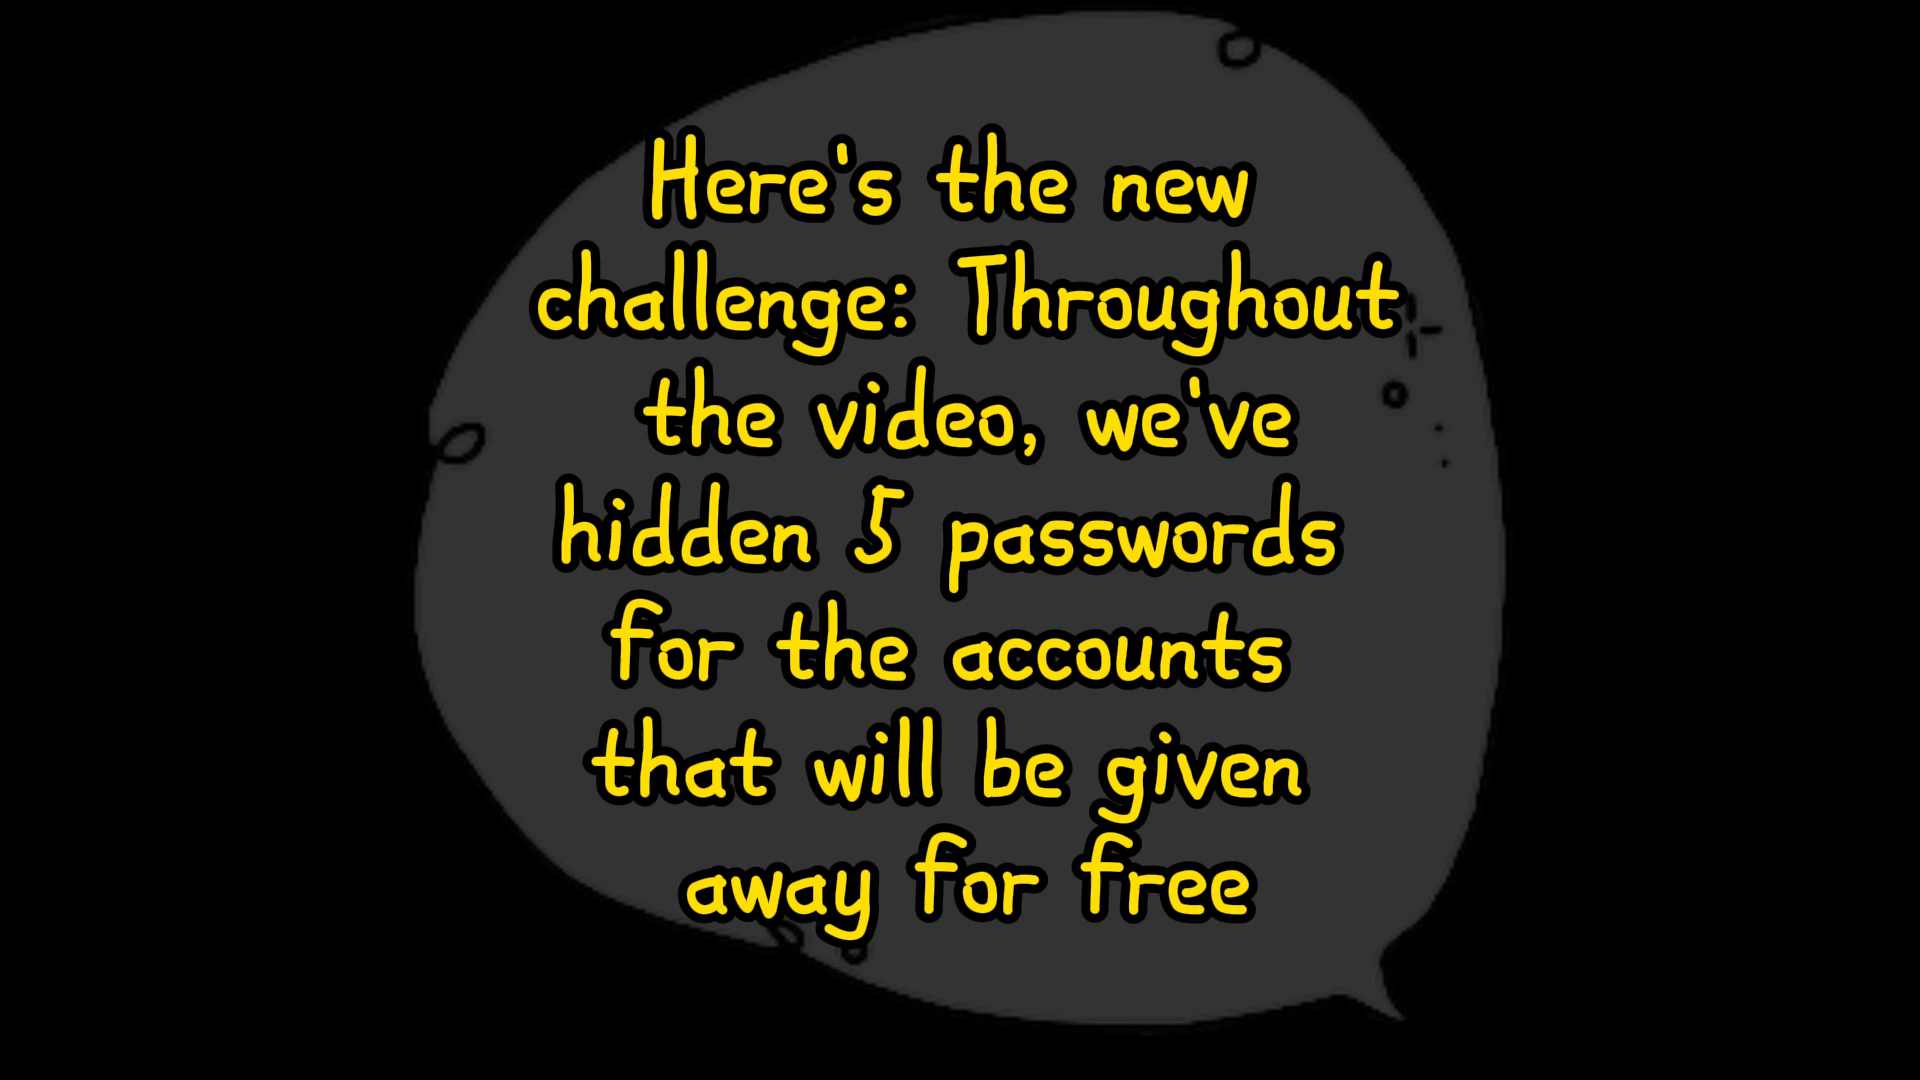 Here's the new
challenge: Throughout
the video, we've
hidden 5 passwords
for the accounts
that will be given
away for free